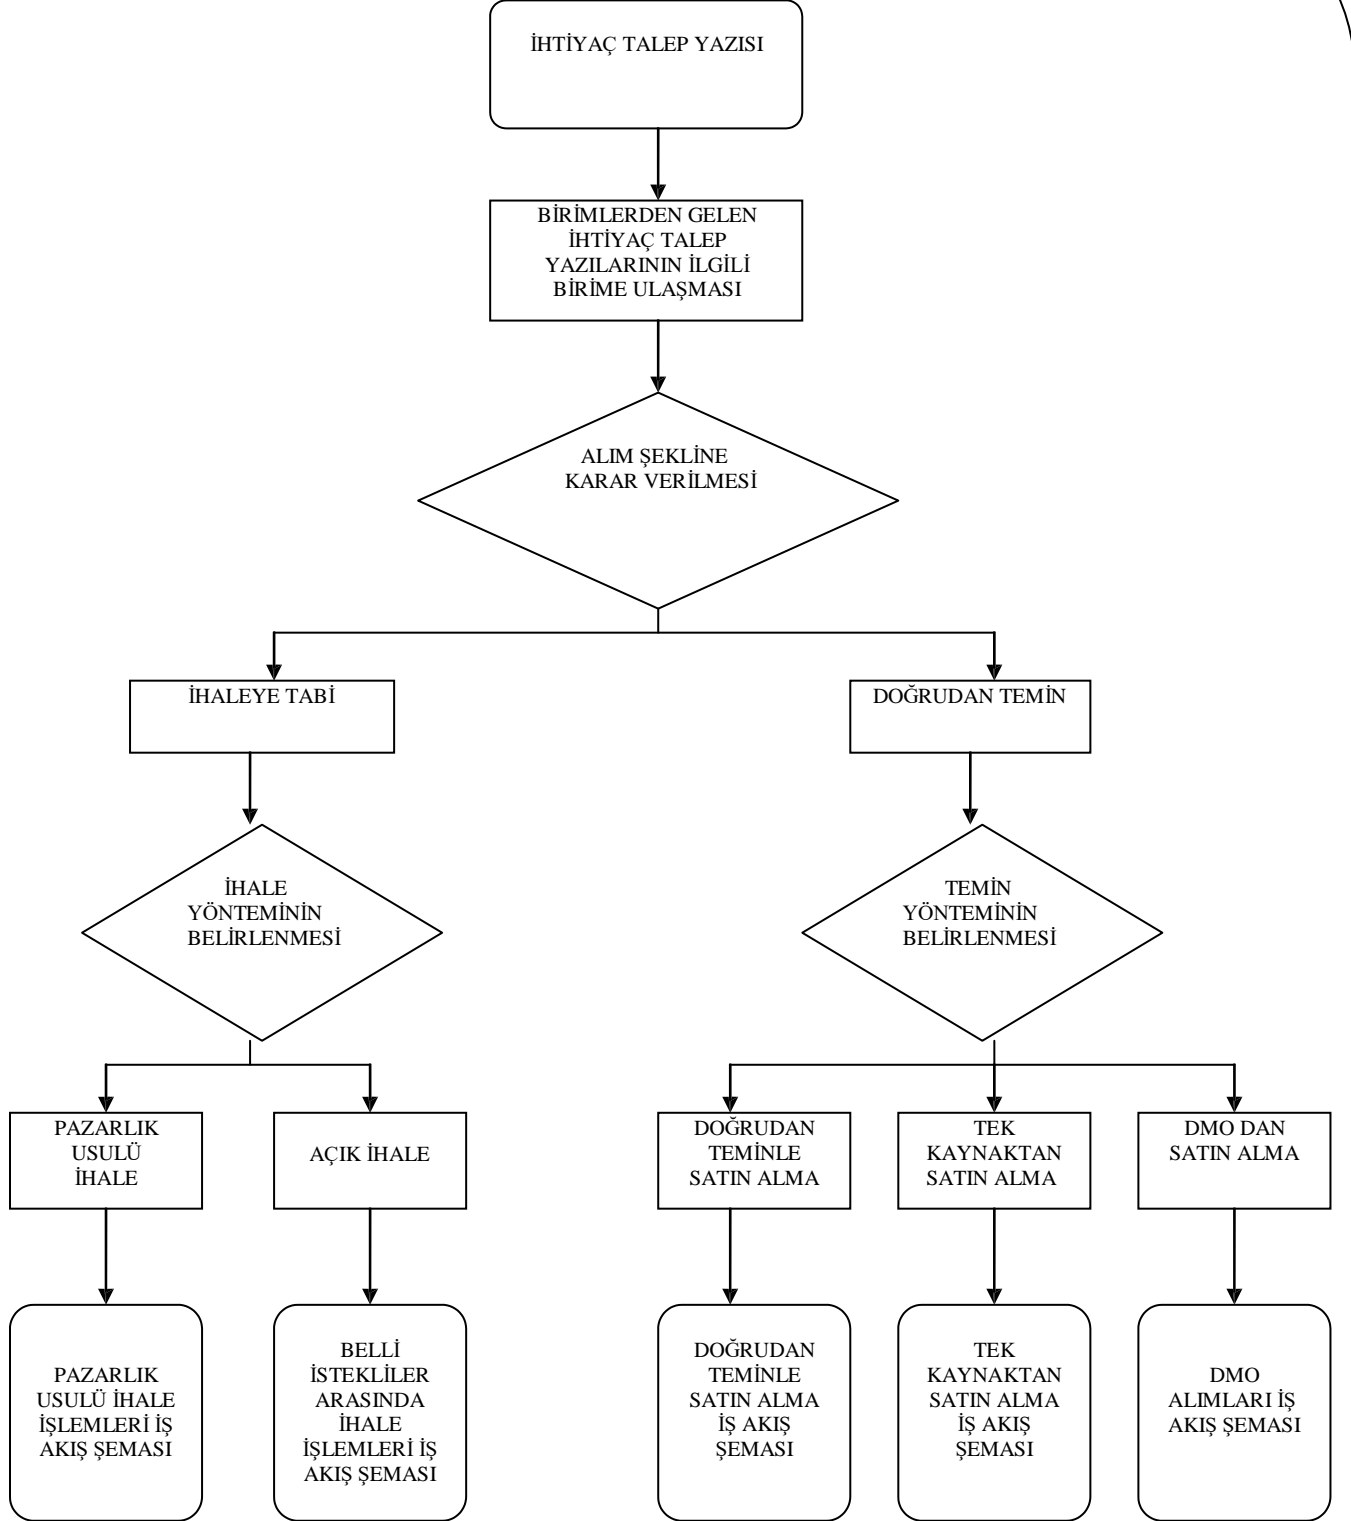 İHTİYAÇ TALEP YAZISI
BİRİMLERDEN GELEN
İHTİYAÇ TALEP
YAZILARININ İLGİLİ
BİRİME ULAŞMASI
ALIM ŞEKLİNE
KARAR VERİLMESİ
İHALEYE TABİ
DOĞRUDAN TEMİN
İHALE
YÖNTEMİNİN
BELİRLENMESİ
TEMİN
YÖNTEMİNİN
BELİRLENMESİ
PAZARLIK
USULÜ
İHALE
AÇIK İHALE
DOĞRUDAN
TEMİNLE
SATIN ALMA
TEK
KAYNAKTAN
SATIN ALMA
DMO DAN
SATIN ALMA
PAZARLIK
USULÜ İHALE
İŞLEMLERİ İŞ
AKIŞ ŞEMASI
BELLİ
İSTEKLİLER
ARASINDA
İHALE
İŞLEMLERİ İŞ
AKIŞ ŞEMASI
DOĞRUDAN
TEMİNLE
SATIN ALMA
İŞ AKIŞ
ŞEMASI
TEK
KAYNAKTAN
SATIN ALMA
İŞ AKIŞ
ŞEMASI
DMO
ALIMLARI İŞ
AKIŞ ŞEMASI